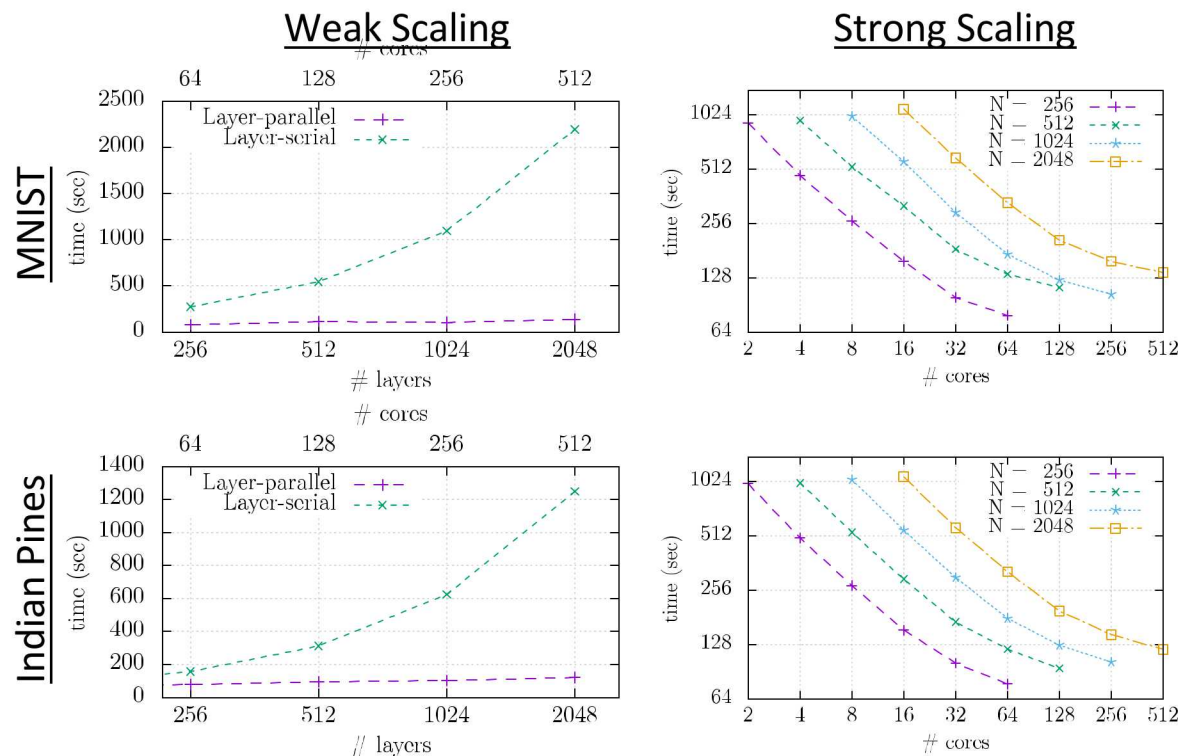 Weak Scaling
Strong Scaling
MNIST
# cores
64 128 256 512
2500
2000
1500
1000
500
0
time (sec)
Layer-parallel
Layer-serial
256 512 1024 2048
# layers
1024
512
256
128
64
time (sec)
N = 256
N = 512
N = 1024
N = 2048
2 4 8 16 32 64 128 256 512
# cores
Indian Pines
# cores
64 128 256 512
1400
1200
1000
800
600
400
200
0
time (sec)
Layer-parallel
Layer-serial
256 512 1024 2048
# layers
1024
512
256
128
64
time (sec)
N = 256
N = 512
N = 1024
N = 2048
2 4 8 16 32 64 128 256 512
# cores